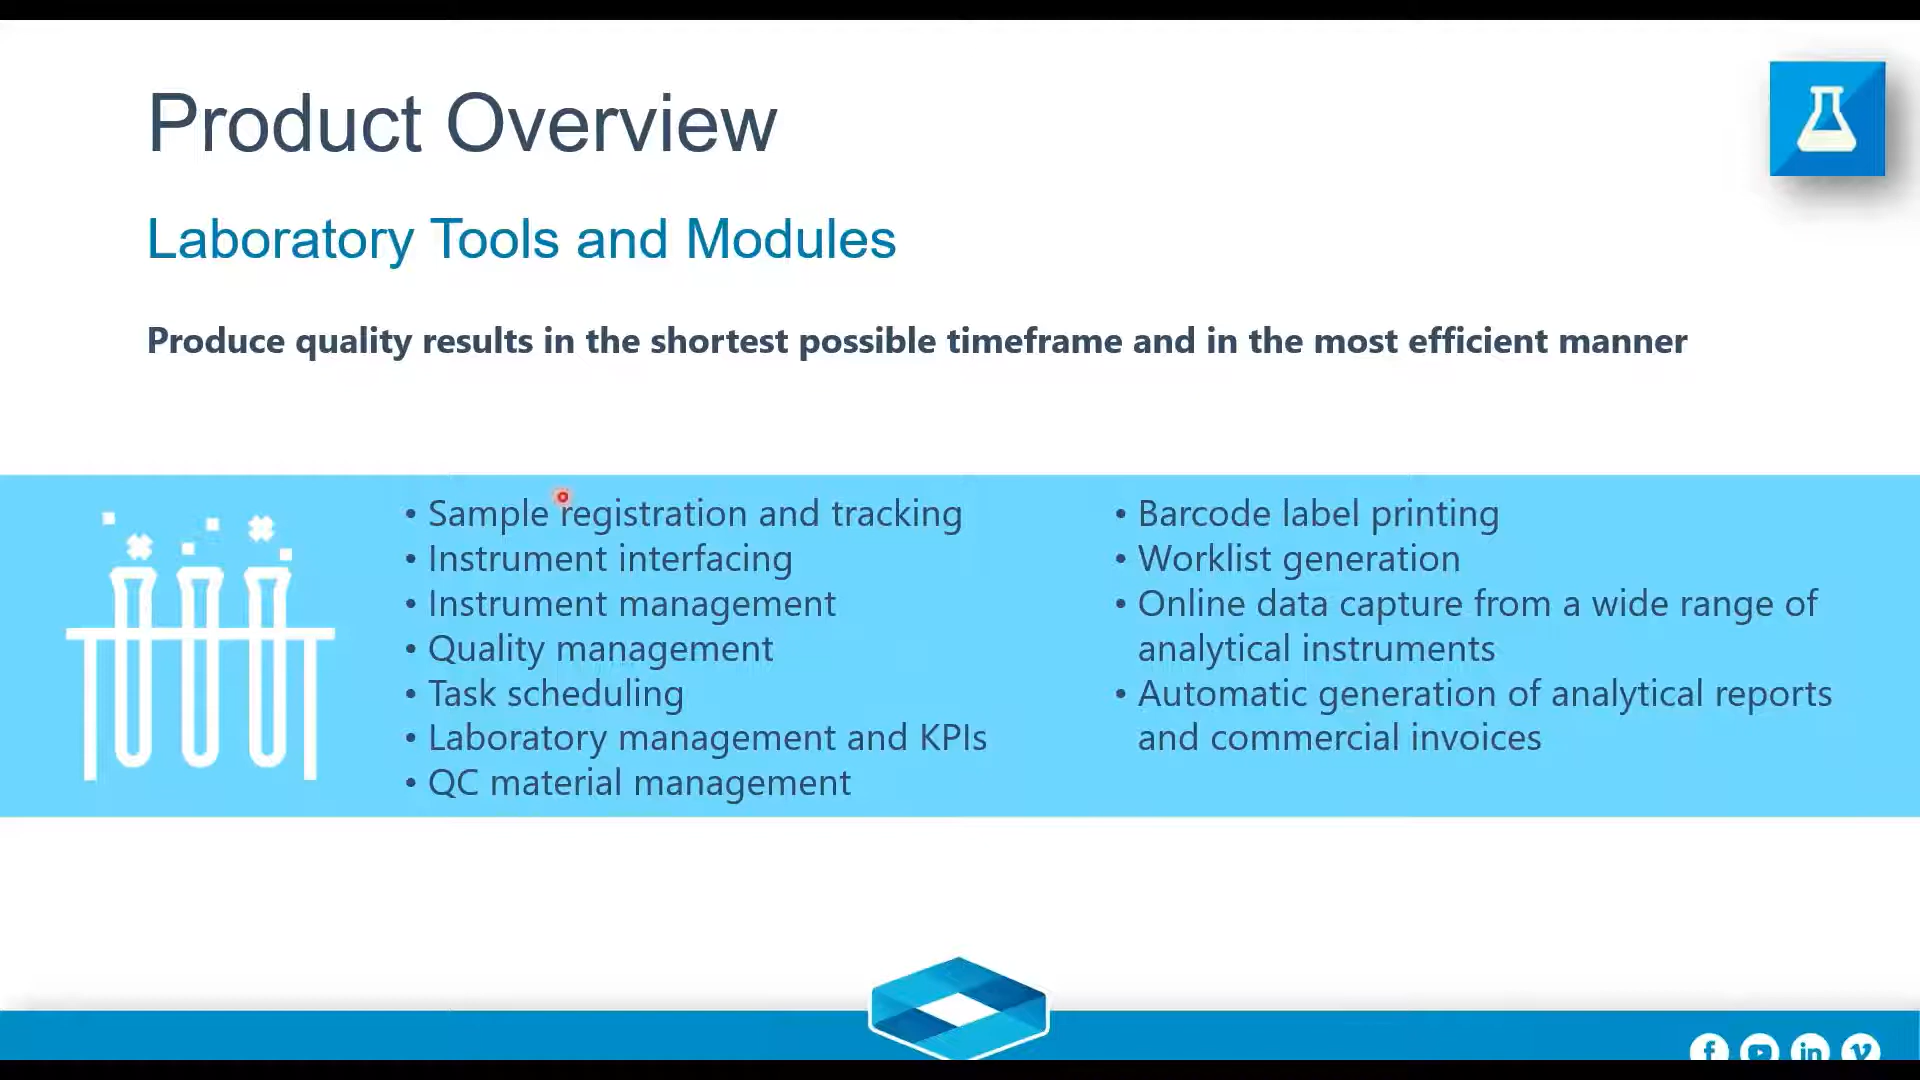 Product Overview
Laboratory Tools and Modules
Produce quality results in the shortest possible timeframe and in the most efficient manner
• Sample registration and tracking
• Instrument interfacing
• Instrument management
• Quality management
• Task scheduling
• Laboratory management and KPIs
• QC material management
• Barcode label printing
• Worklist generation
• Online data capture from a wide range of
analytical instruments
• Automatic generation of analytical reports
and commercial invoices